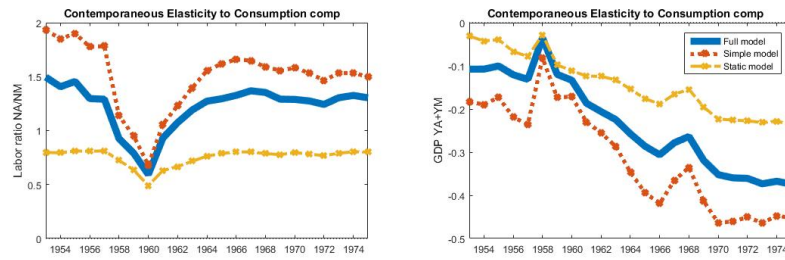 Contemporaneous Elasticity to Consumption comp
2
1.5
1
0.5
0
Labor ratio NA/NM
1954 1956 1958 1960 1962 1964 1966 1968 1970 1972 1974
Contemporaneous Elasticity to Consumption comp
Full model
Simple model
Static model
-0
-0.1
-0.2
-0.3
-0.4
-0.5
GDP YA+YM
1954 1956 1958 1960 1962 1964 1966 1968 1970 1972 1974